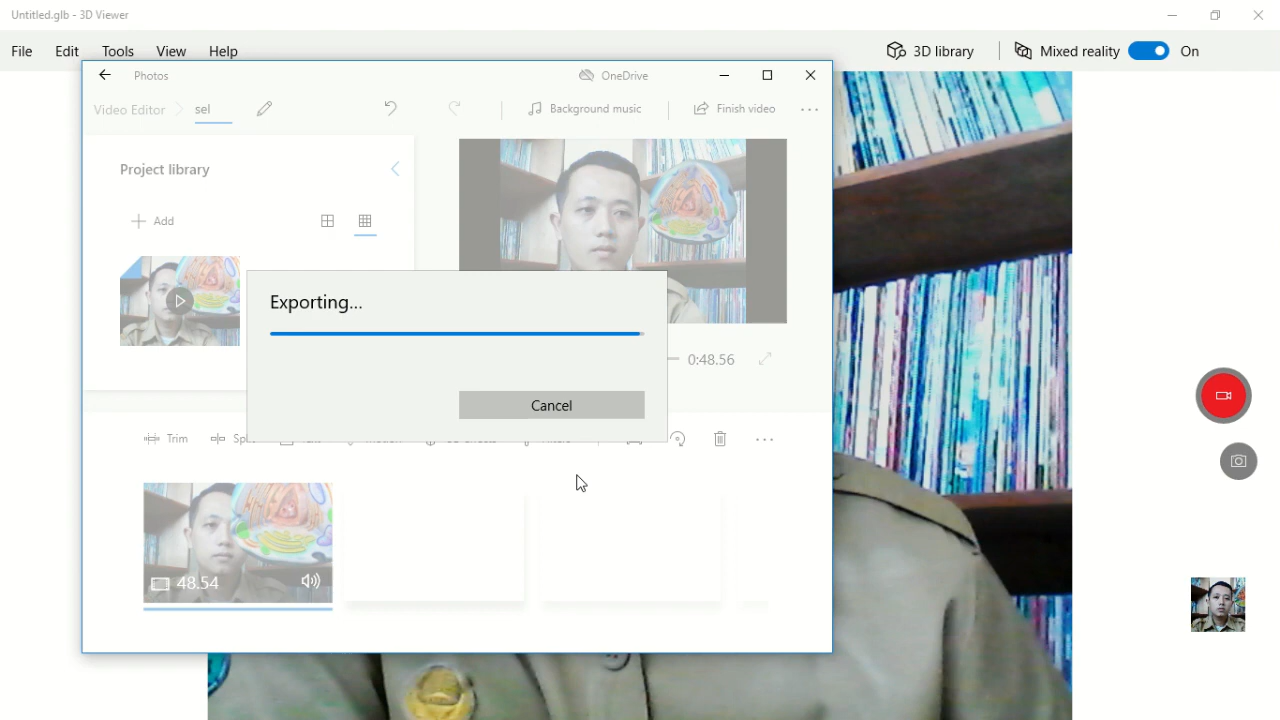 Untitled.glb - 3D Viewer
File Edit Tools View Help
3D library
Mixed reality
On
Photos
OneDrive
Video Editor
sel
Background music
Finish video
Project library
Add
Exporting...
0:48.56
Cancel
Trim
48.54